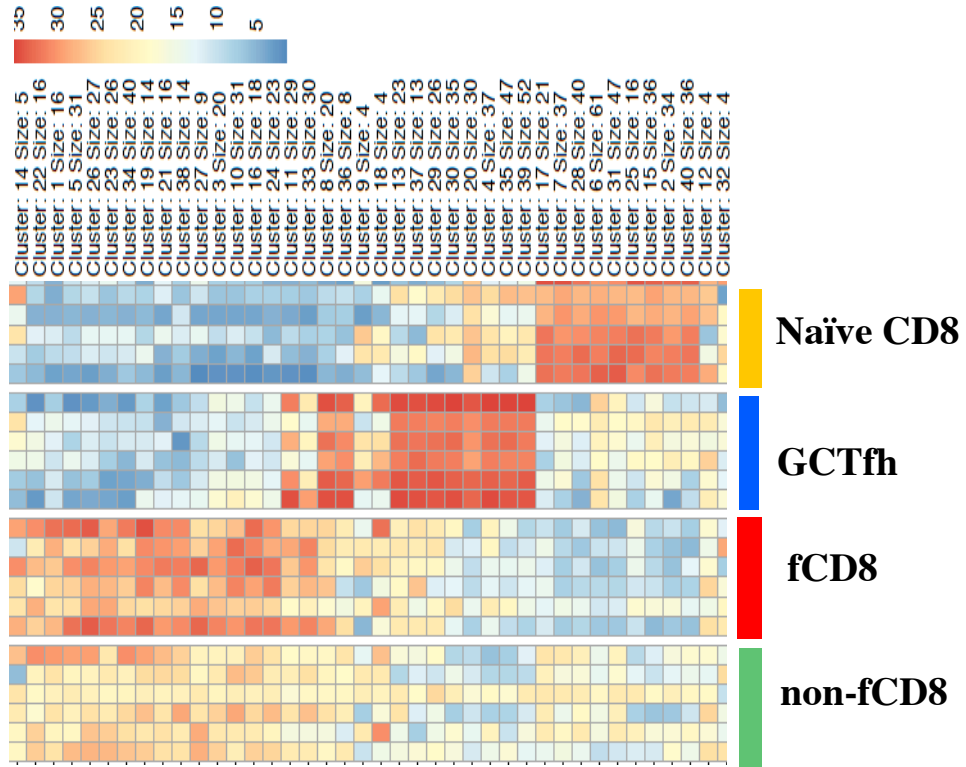 35 30 25 20 15 10 5
Cluster: 14 Size: 5
Cluster: 22 Size: 16
Cluster: 1 Size: 16
Cluster: 5 Size: 31
Cluster: 26 Size: 27
Cluster: 23 Size: 26
Cluster: 34 Size: 40
Cluster: 19 Size: 14
Cluster: 21 Size: 16
Cluster: 38 Size: 14
Cluster: 27 Size: 9
Cluster: 3 Size: 20
Cluster: 10 Size: 31
Cluster: 16 Size: 18
Cluster: 24 Size: 23
Cluster: 11 Size: 29
Cluster: 33 Size: 30
Cluster: 8 Size: 20
Cluster: 36 Size: 8
Cluster: 9 Size: 4
Cluster: 18 Size: 4
Cluster: 13 Size: 23
Cluster: 37 Size: 13
Cluster: 29 Size: 26
Cluster: 30 Size: 35
Cluster: 20 Size: 30
Cluster: 4 Size: 37
Cluster: 35 Size: 47
Cluster: 39 Size: 52
Cluster: 17 Size: 21
Cluster: 7 Size: 37
Cluster: 28 Size: 40
Cluster: 6 Size: 61
Cluster: 31 Size: 47
Cluster: 25 Size: 16
Cluster: 15 Size: 36
Cluster: 2 Size: 34
Cluster: 40 Size: 36
Cluster: 12 Size: 4
Cluster: 32 Size: 4
Naïve CD8
GCTfh
fCD8
non-fCD8